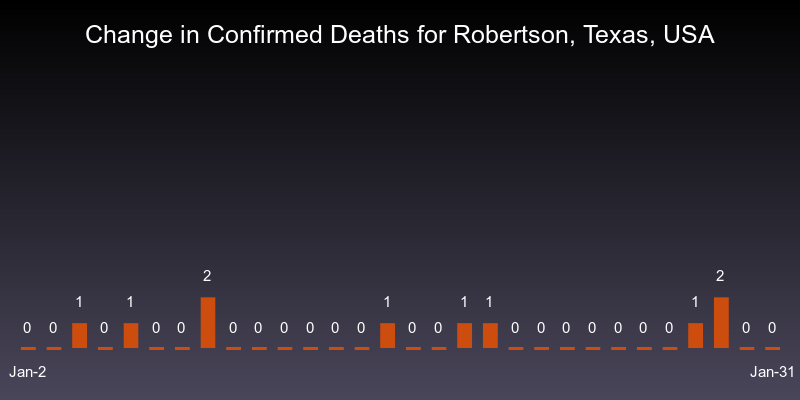 Change in Confirmed Deaths for Robertson, Texas, USA
2 2
1 1 1 1 1 1
0 0 0 0 0 0 0 0 0 0 0 0 0 0 0 0 0 0 0 0 0 0
Jan-2 Jan-31